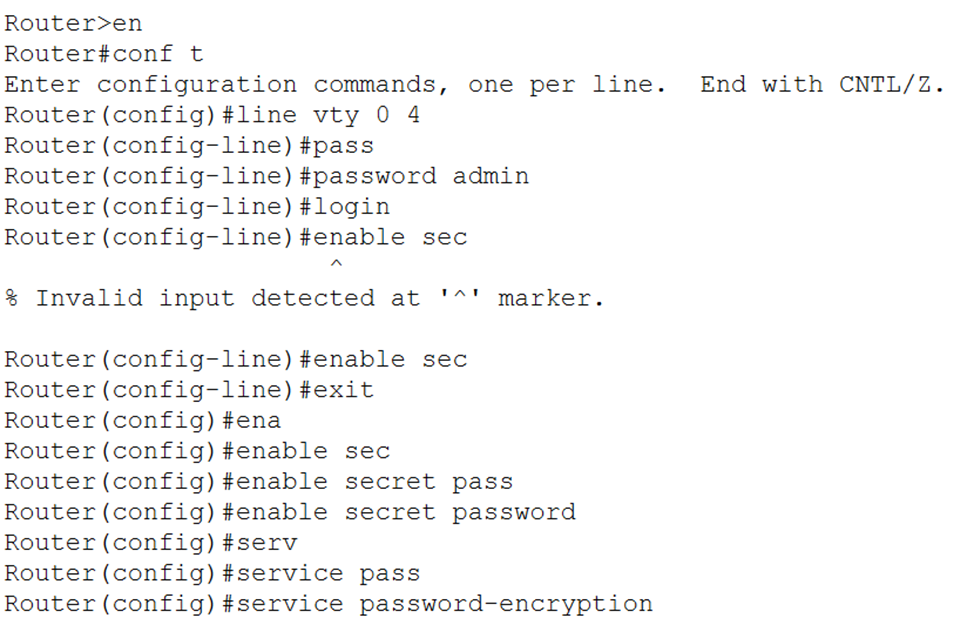 Router>en
Router#conf t
Enter configuration commands, one per line.  End with CNTL/Z.
Router(config)#line vty 0 4
Router(config-line)#pass
Router(config-line)#password admin
Router(config-line)#login
Router(config-line)#enable sec
^
% Invalid input detected at '^' marker.
Router(config-line)#enable sec
Router(config-line)#exit
Router(config)#ena
Router(config)#enable sec
Router(config)#enable secret pass
Router(config)#enable secret password
Router(config)#serv
Router(config)#service pass
Router(config)#service password-encryption